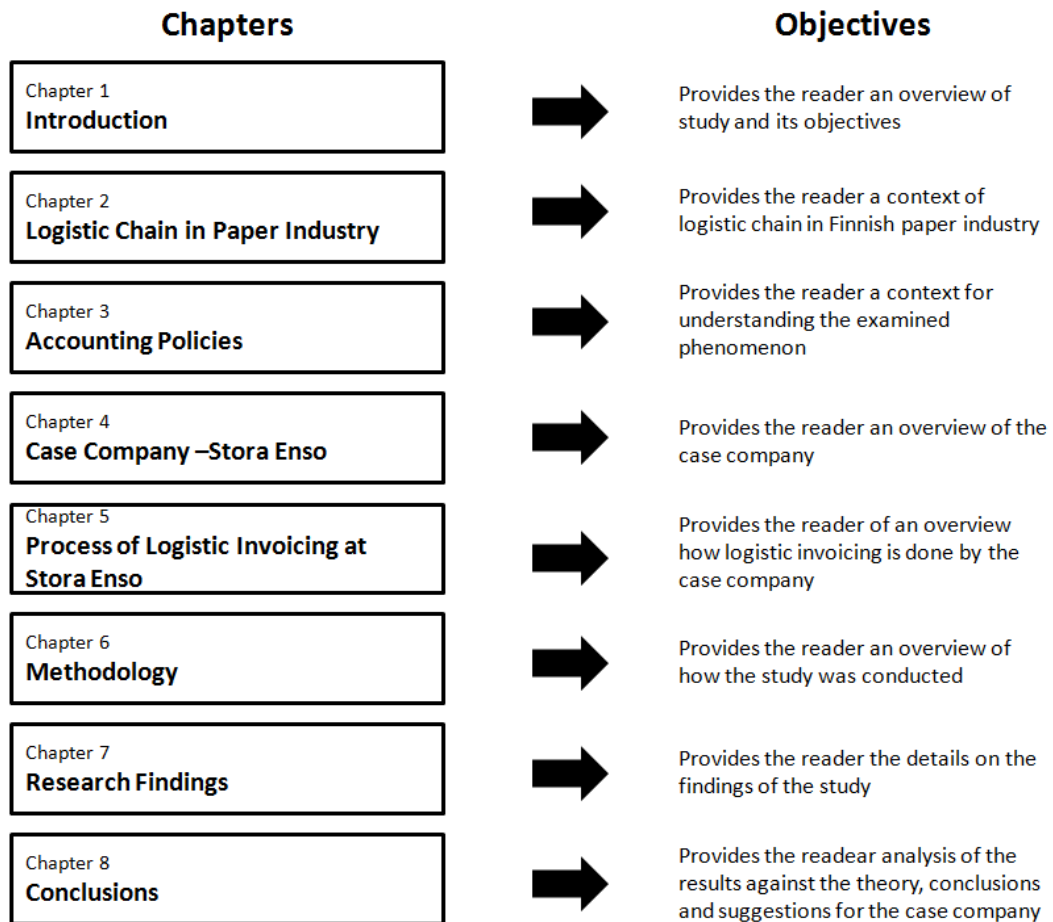 Chapters
Objectives
Chapter 1
Introduction
Provides the reader an overview of
study and its objectives
Chapter 2
Logistic Chain in Paper Industry
Provides the reader a context of
logistic chain in Finnish paper industry
Chapter 3
Accounting Policies
Provides the reader a context for
understanding the examined
phenomenon
Chapter 4
Case Company –Stora Enso
Provides the reader an overview of the
case company
Chapter 5
Process of Logistic Invoicing at
Stora Enso
Provides the reader of an overview
how logistic invoicing is done by the
case company
Chapter 6
Methodology
Provides the reader an overview of
how the study was conducted
Chapter 7
Research Findings
Provides the reader the details on the
findings of the study
Chapter 8
Conclusions
Provides the readear analysis of the
results against the theory, conclusions
and suggestions for the case company